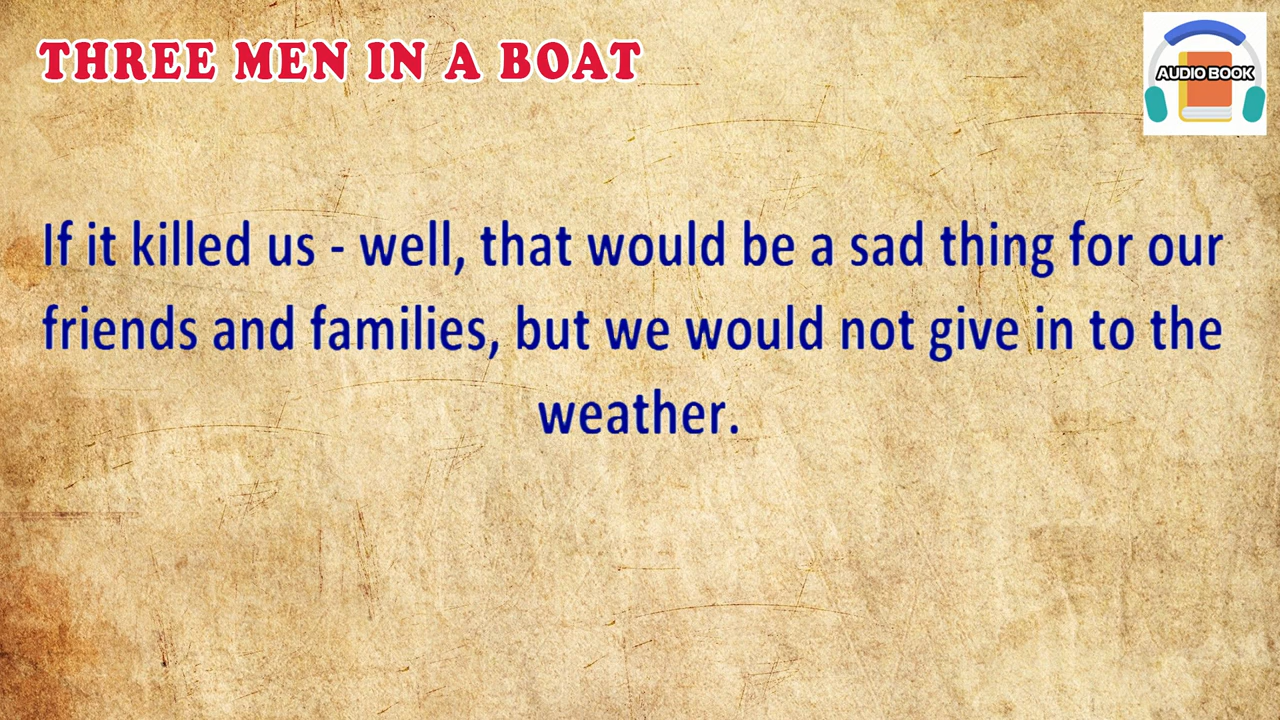 THREE MEN IN A BOAT
AUDIO BOOK
If it killed us - well, that would be a sad thing for our
friends and families, but we would not give in to the
weather.